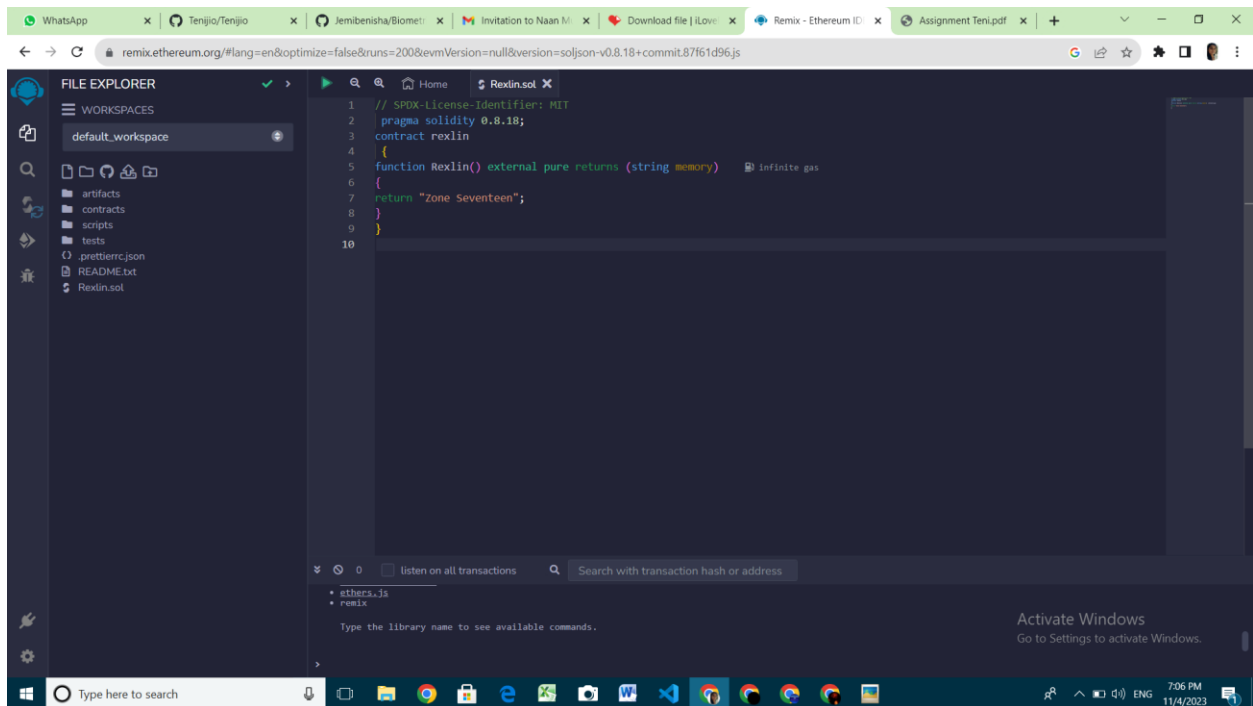 WhatsApp
Tenijio/Tenijio
Jemibenisha/Biometr
Invitation to Naan M
Download file | iLove
Remix - Ethereum ID
Assignment Teni.pdf
remix.ethereum.org/#lang=en&optimize=false&runs=200&evmVersion=null&version=soljson-v0.8.18+commit.87f61d96.js
FILE EXPLORER
WORKSPACES
default_workspace
artifacts
contracts
scripts
tests
.prettierrc.json
README.txt
Rexlin.sol
Home
Rexlin.sol
1 // SPDX-License-Identifier: MIT
2 pragma solidity 0.8.18;
3 contract rexlin
4 {
5 function Rexlin() external pure returns (string memory) infinite gas
6 {
7 return "Zone Seventeen";
8 }
9 }
10
0 listen on all transactions Search with transaction hash or address
• ethers.js
• remix
Type the library name to see available commands.
>
Activate Windows
Go to Settings to activate Windows.
Type here to search
ENG
7:06 PM
11/4/2023